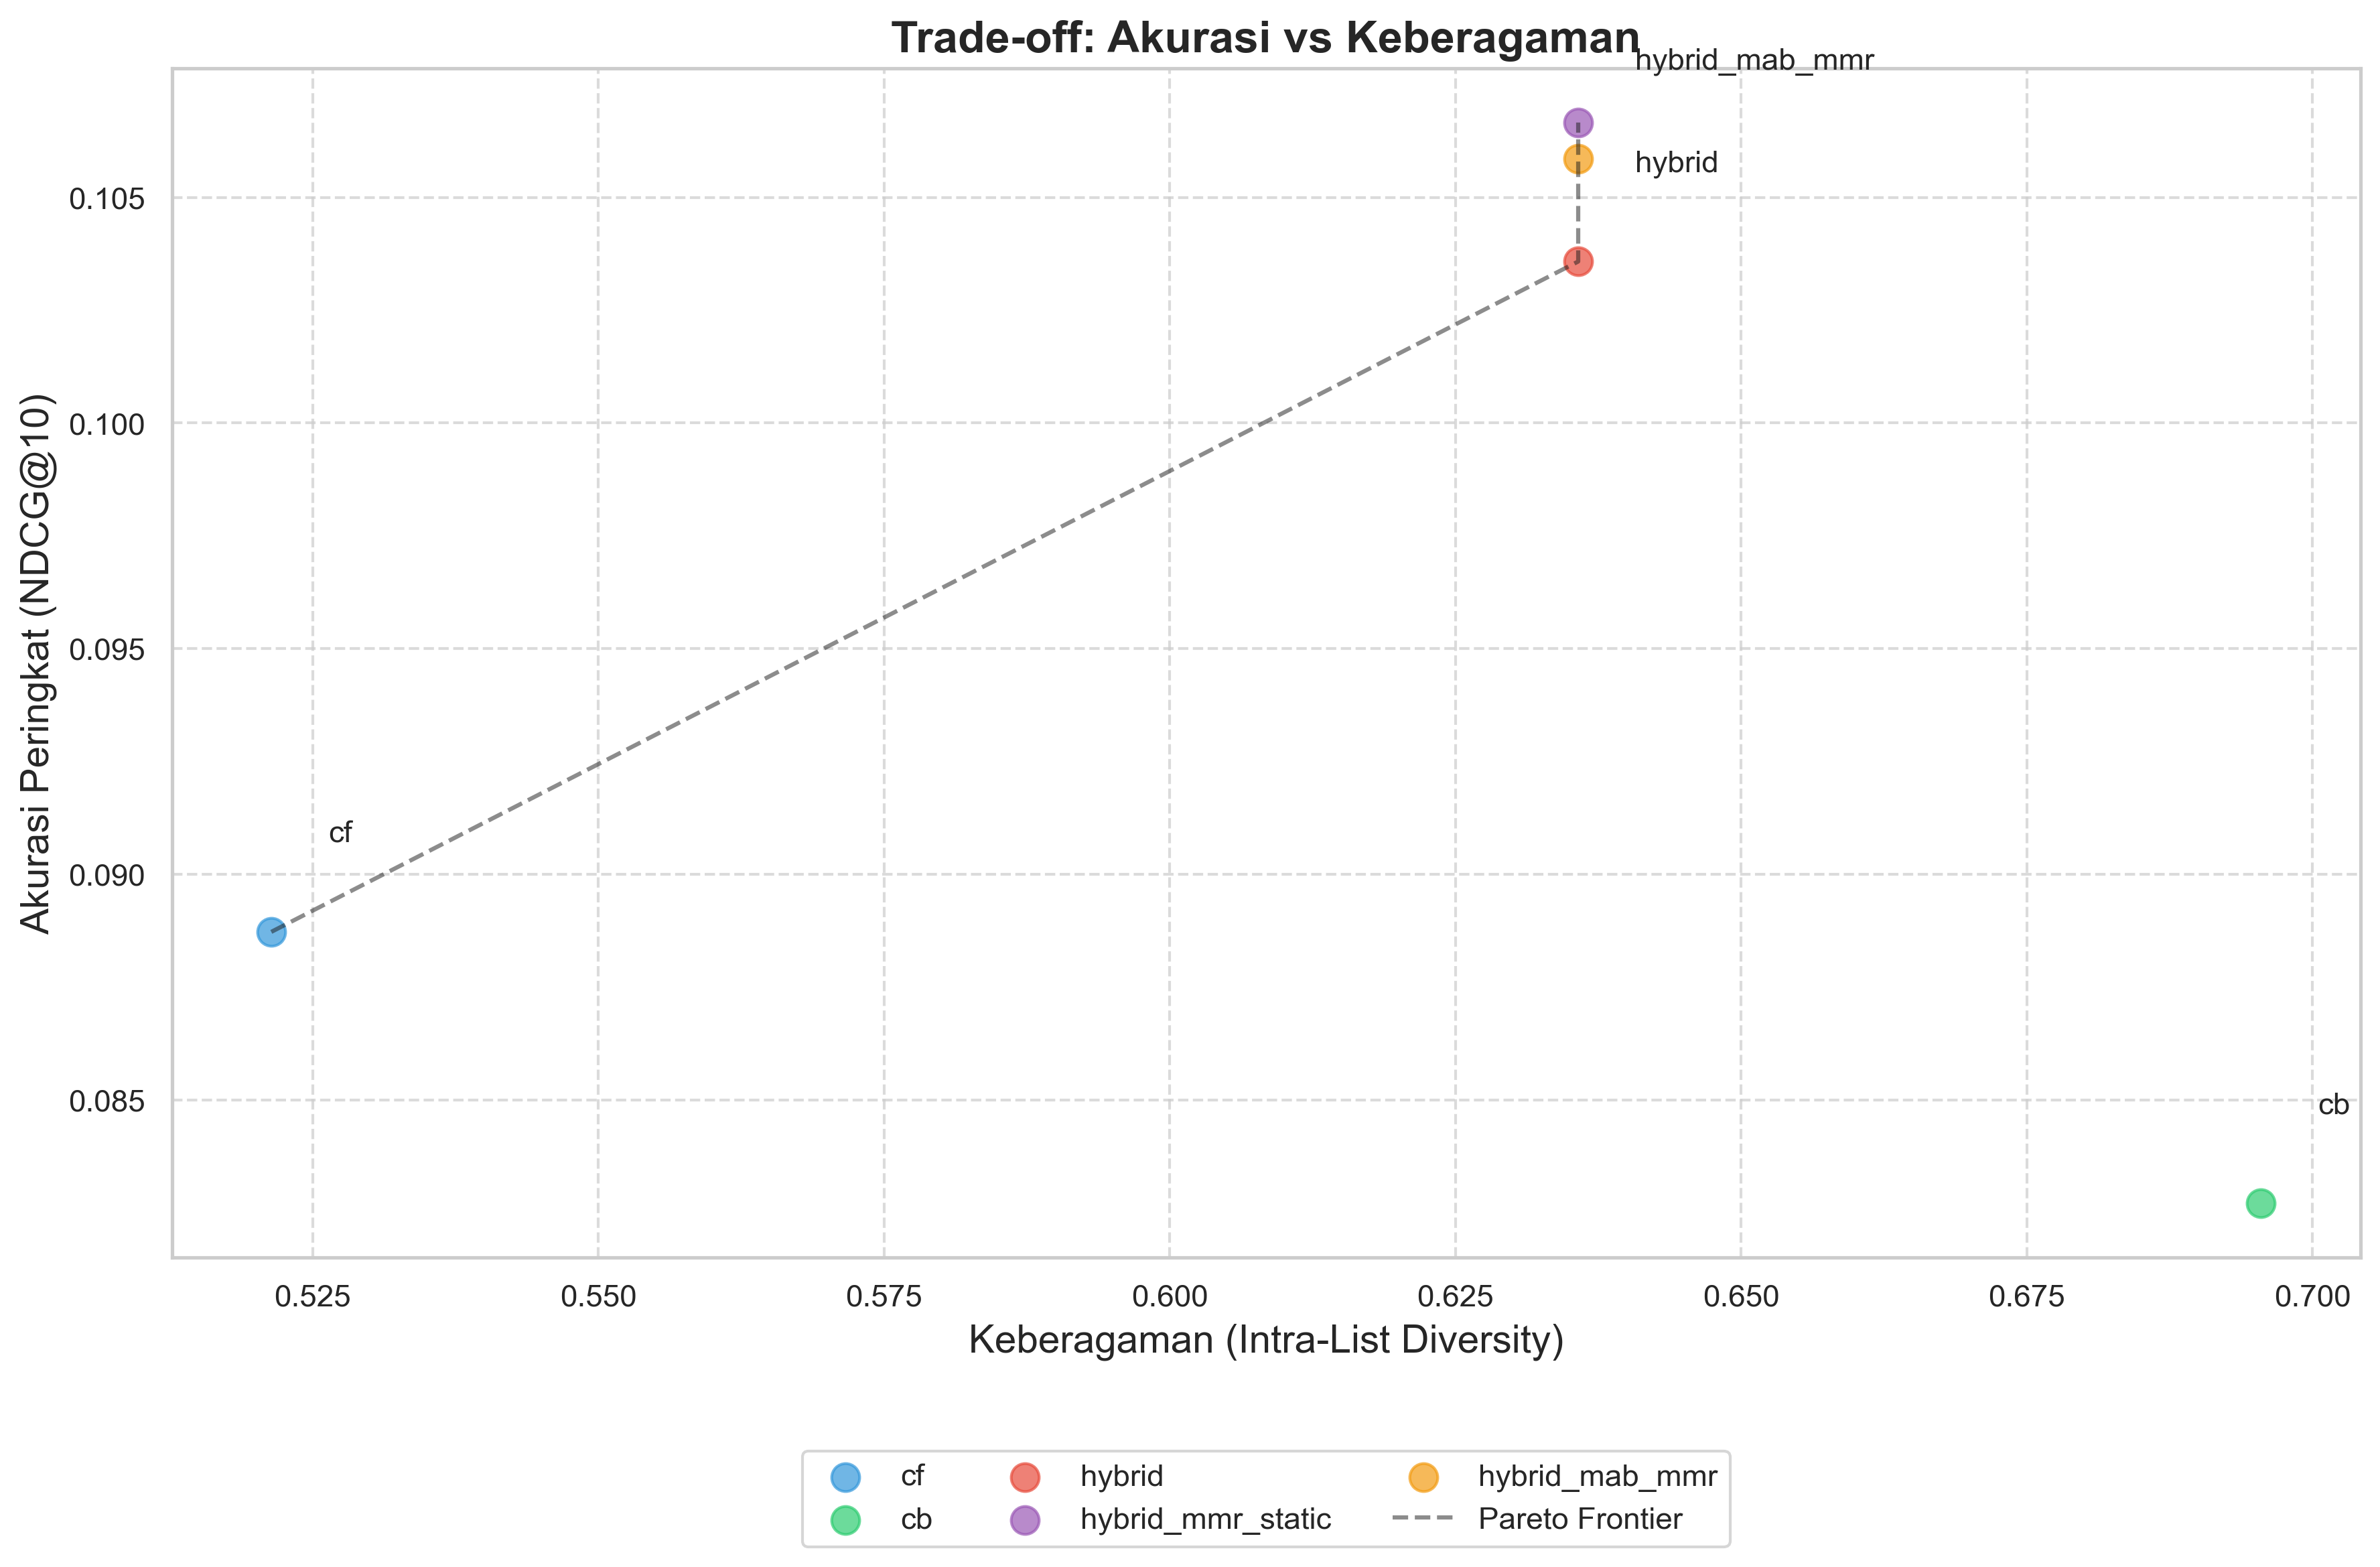 Trade-off: Akurasi vs Keberagaman
hybrid_mab_mmr
hybrid
cf
cb
Akurasi Peringkat (NDCG@10)
0.105
0.100
0.095
0.090
0.085
0.525 0.550 0.575 0.600 0.625 0.650 0.675 0.700
Keberagaman (Intra-List Diversity)
cf hybrid hybrid_mab_mmr
cb hybrid_mmr_static Pareto Frontier